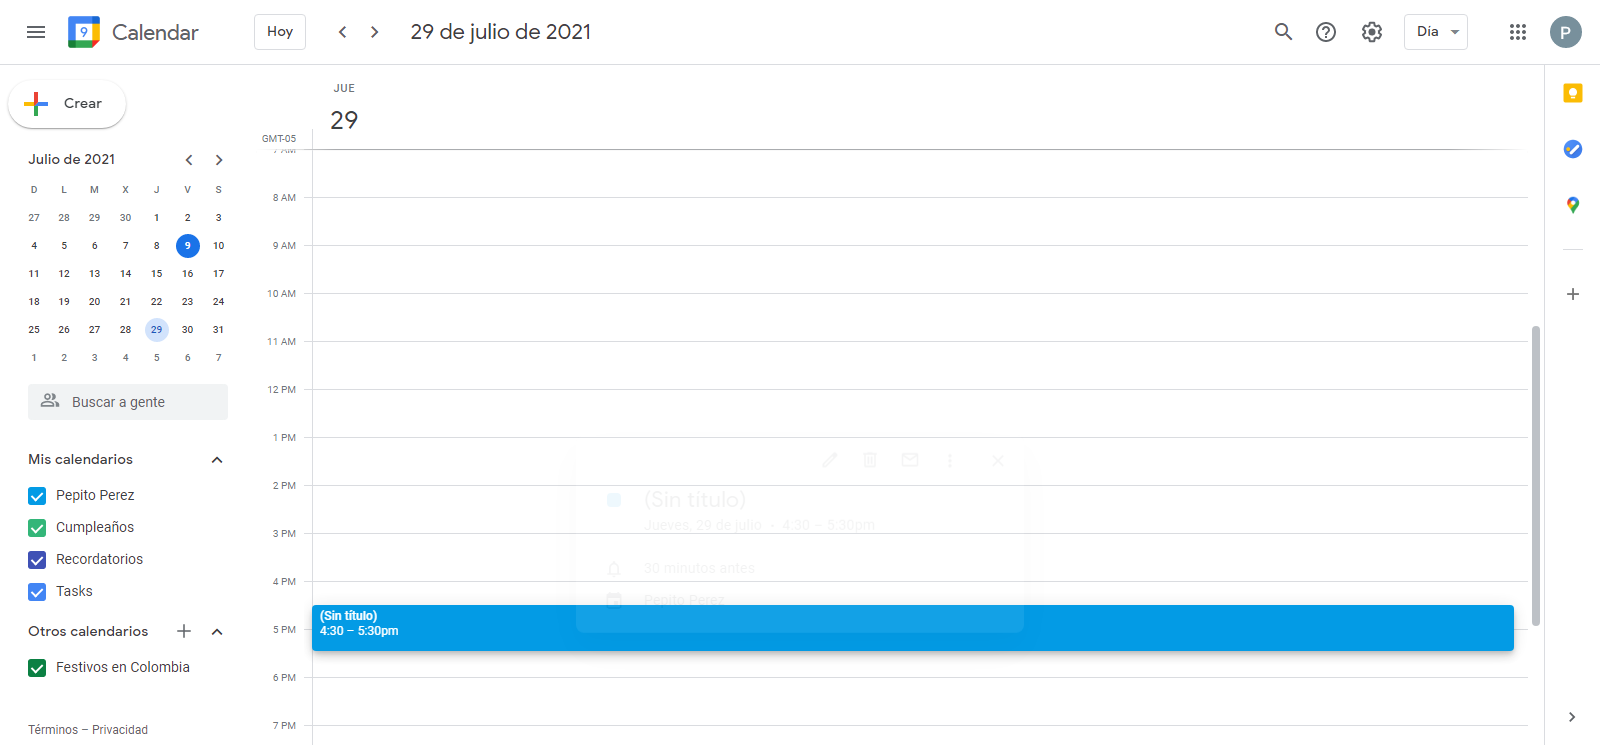 9
Calendar
Hoy
29 de julio de 2021
Día
P
Crear
JUE
29
GMT-05
Julio de 2021
D L M X J V S
27 28 29 30 1 2 3
4 5 6 7 8 9 10
11 12 13 14 15 16 17
18 19 20 21 22 23 24
25 26 27 28 29 30 31
1 2 3 4 5 6 7
Buscar a gente
Mis calendarios
Pepito Perez
Cumpleaños
Recordatorios
Tasks
Otros calendarios
Festivos en Colombia
Términos – Privacidad
7 AM
8 AM
9 AM
10 AM
11 AM
12 PM
1 PM
2 PM
3 PM
4 PM
5 PM
6 PM
7 PM
(Sin título)
Jueves, 29 de julio · 4:30 – 5:30pm
30 minutos antes
Pepito Perez
(Sin título)
4:30 – 5:30pm